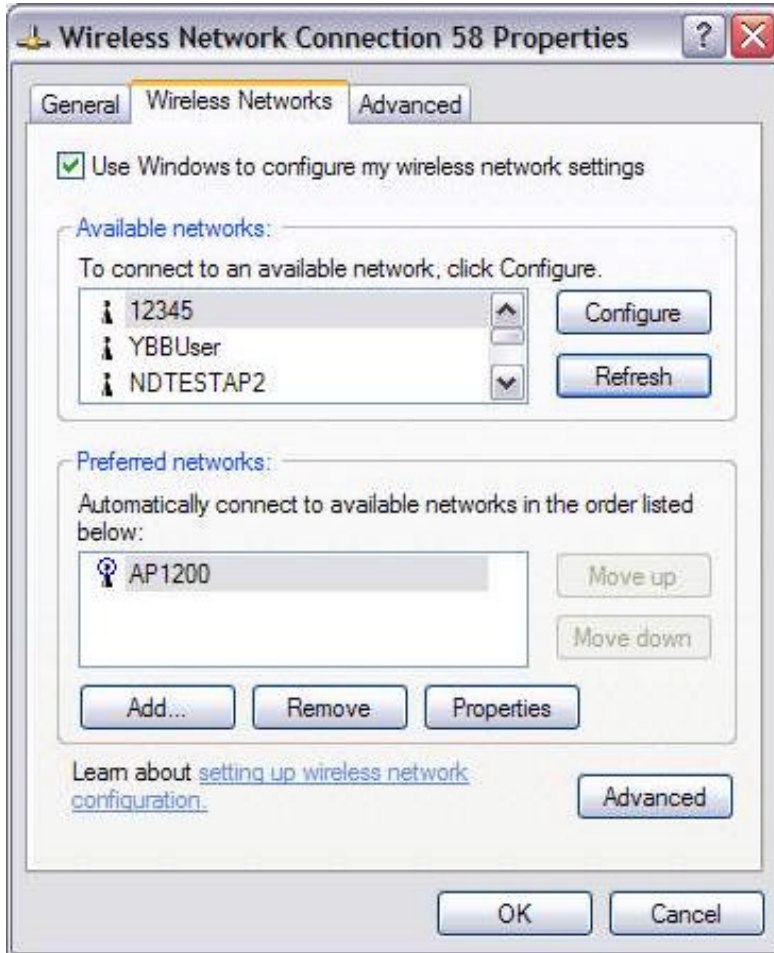 Wireless Network Connection 58 Properties
General Wireless Networks Advanced
Use Windows to configure my wireless network settings
Available networks:
To connect to an available network, click Configure.
12345
Configure
YBBUser
NDTESTAP2
Refresh
Preferred networks:
Automatically connect to available networks in the order listed
below:
AP1200
Move up
Move down
Add... Remove Properties
Learn about setting up wireless network
configuration.
Advanced
OK Cancel